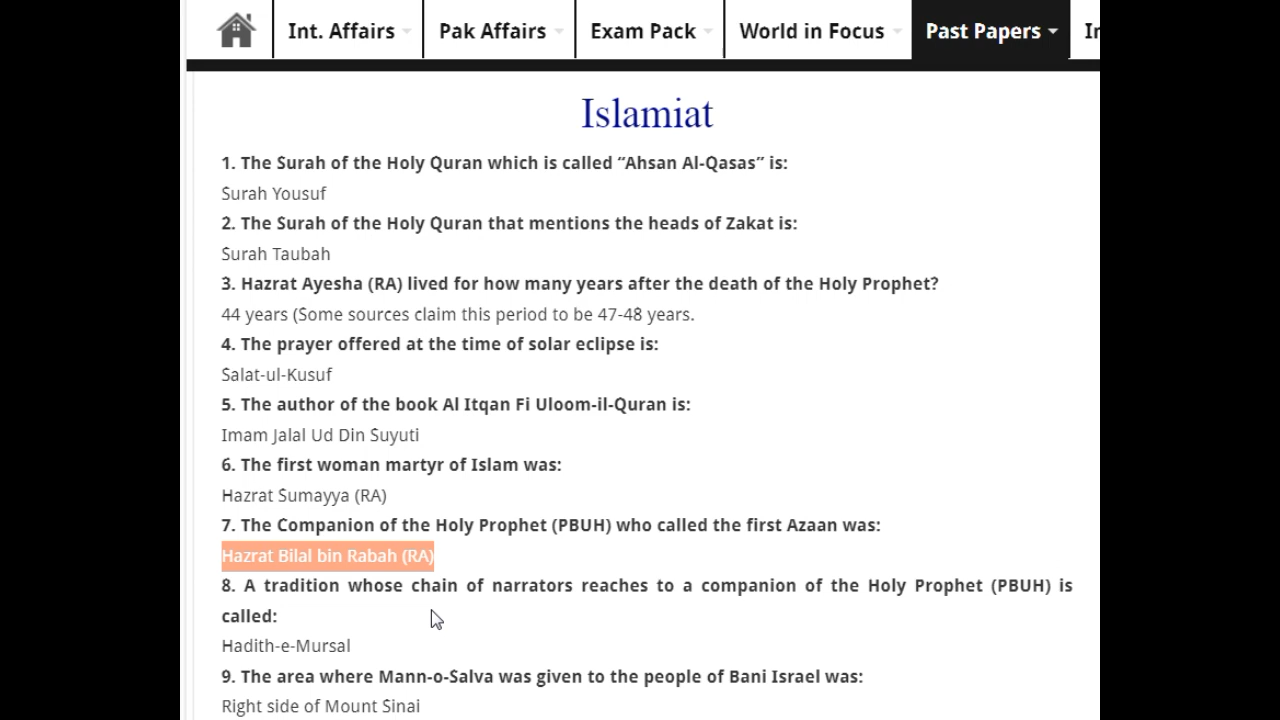 Int. Affairs Pak Affairs Exam Pack World in Focus Past Papers
Islamiat
1. The Surah of the Holy Quran which is called “Ahsan Al-Qasas” is:
Surah Yousuf
2. The Surah of the Holy Quran that mentions the heads of Zakat is:
Surah Taubah
3. Hazrat Ayesha (RA) lived for how many years after the death of the Holy Prophet?
44 years (Some sources claim this period to be 47-48 years.
4. The prayer offered at the time of solar eclipse is:
Salat-ul-Kusuf
5. The author of the book Al Itqan Fi Uloom-il-Quran is:
Imam Jalal Ud Din Suyuti
6. The first woman martyr of Islam was:
Hazrat Sumayya (RA)
7. The Companion of the Holy Prophet (PBUH) who called the first Azaan was:
Hazrat Bilal bin Rabah (RA)
8. A tradition whose chain of narrators reaches to a companion of the Holy Prophet (PBUH) is
called:
Hadith-e-Mursal
9. The area where Mann-o-Salva was given to the people of Bani Israel was:
Right side of Mount Sinai